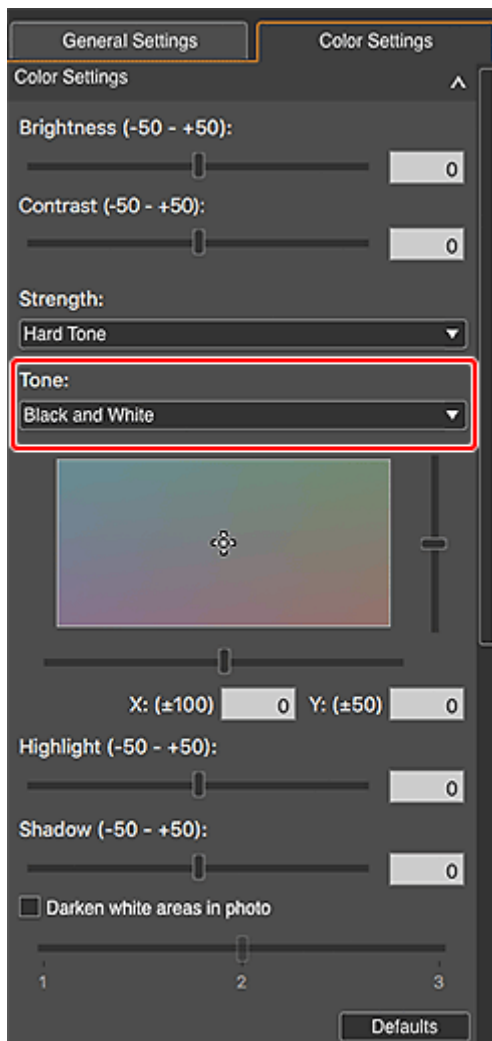 General Settings Color Settings
Color Settings
Brightness (-50 - +50):
0
Contrast (-50 - +50):
0
Strength:
Hard Tone
Tone:
Black and White
X: (±100) 0 Y: (±50) 0
Highlight (-50 - +50):
0
Shadow (-50 - +50):
0
Darken white areas in photo
1 2 3
Defaults